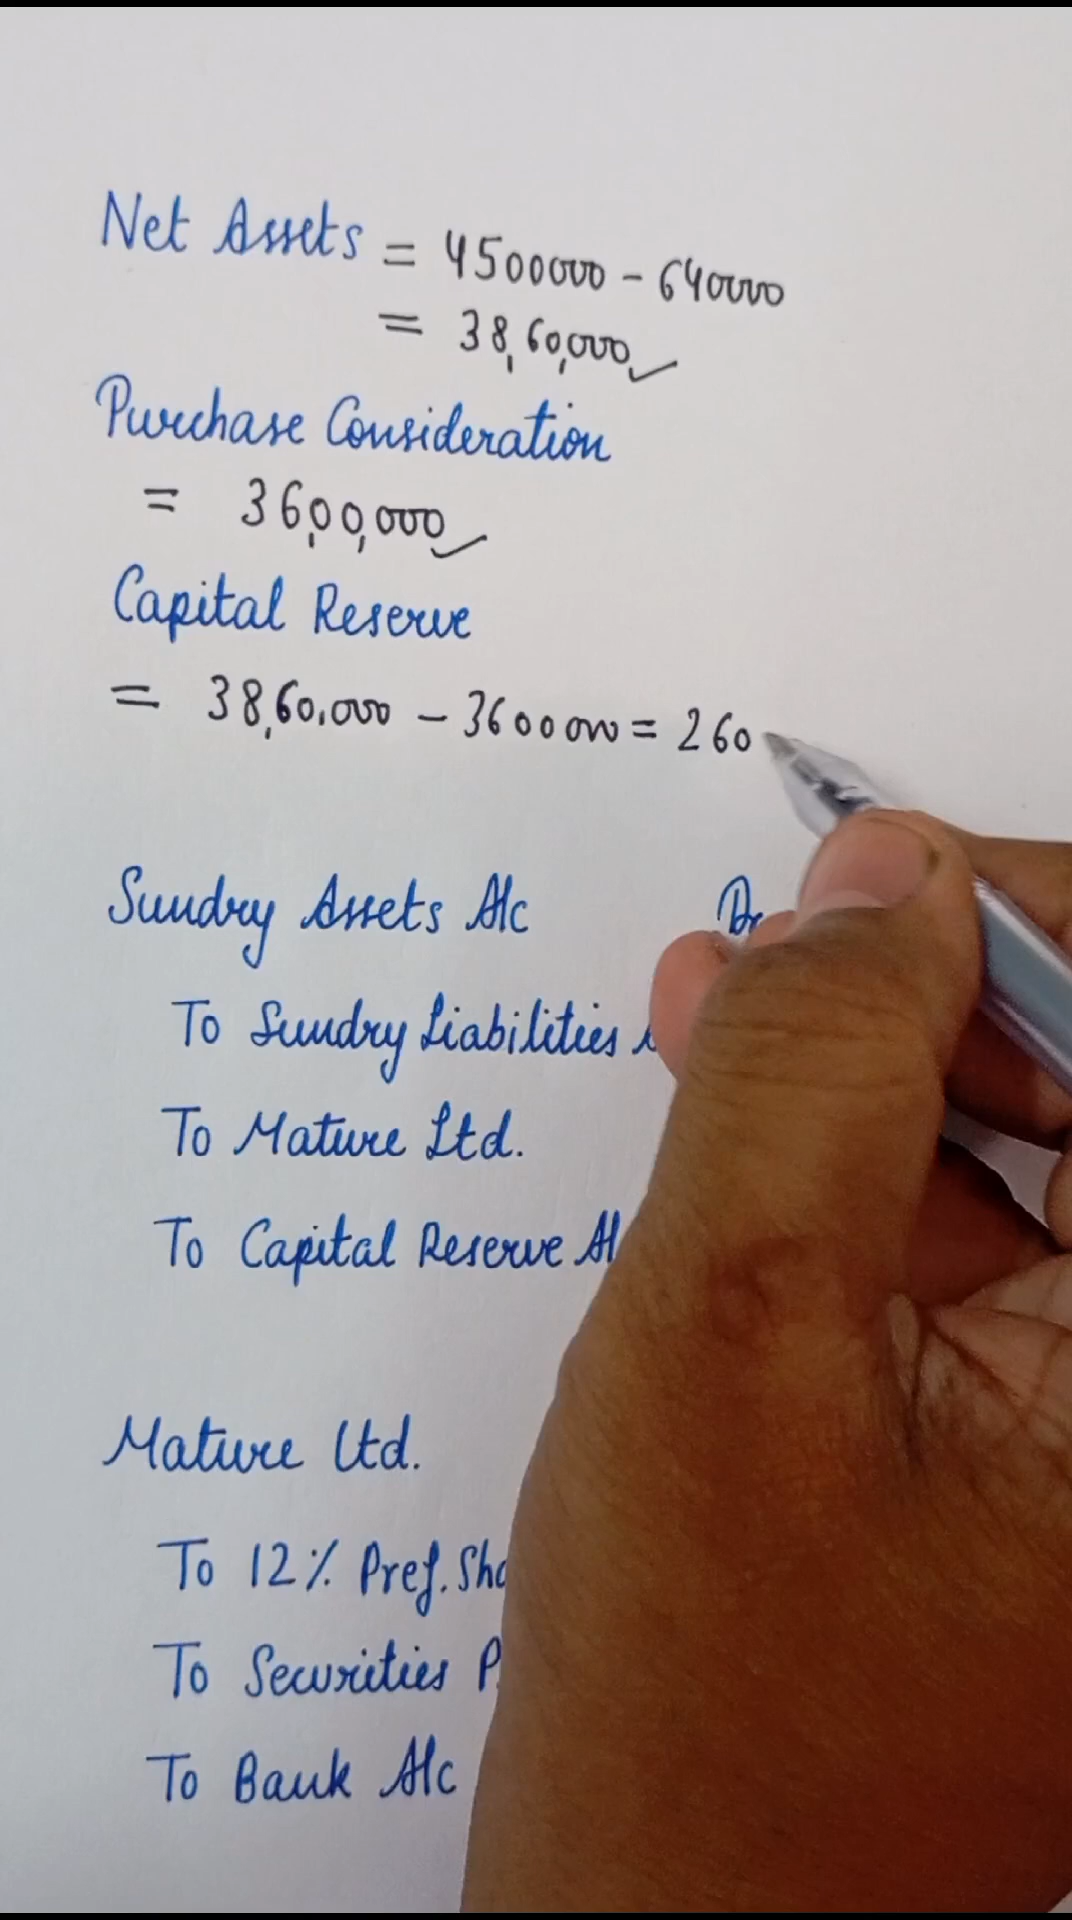 Net Assets = 4500000 - 640000
= 38,60,000
Purchase Consideration
= 36,00,000
Capital Reserve
= 38,60,000 - 3600000 = 260
Sundry Assets A/c Dr
To Sundry Liabilities
To Mature Ltd.
To Capital Reserve
Mature Ltd.
To 12% Pref.
To Securities
To Bank A/c